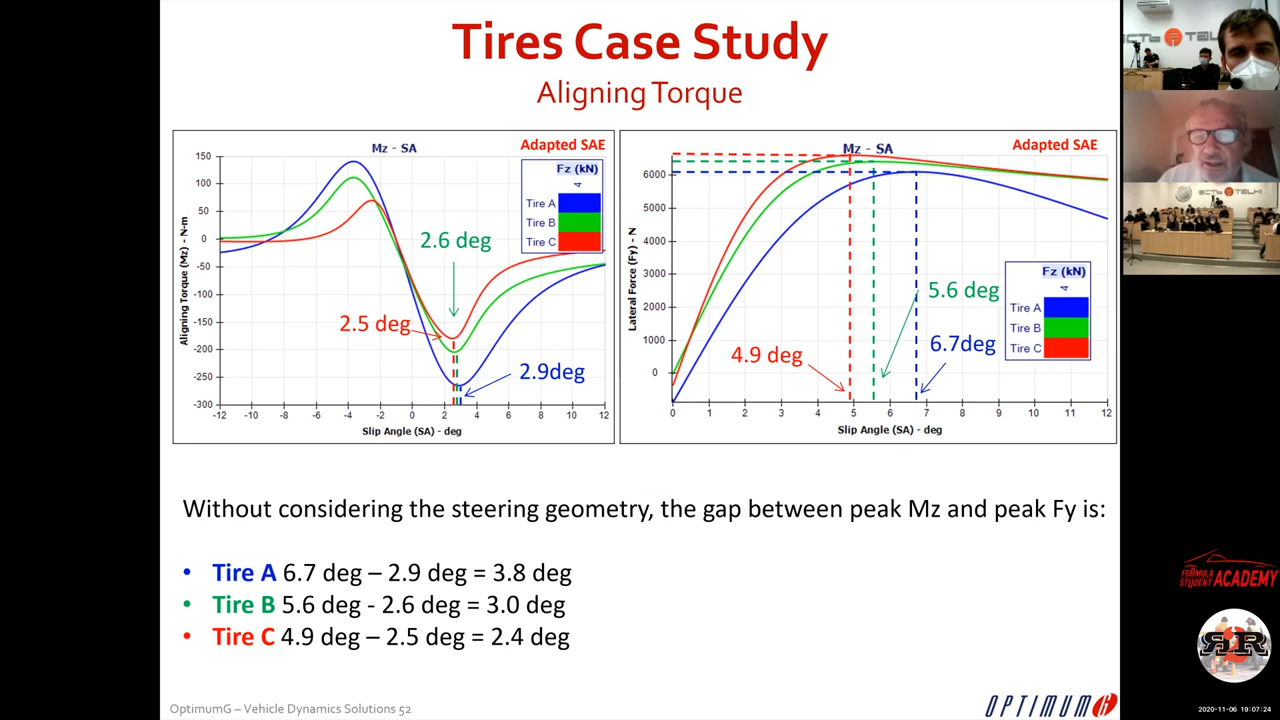 Tires Case Study
Aligning Torque
Mz - SA
Adapted SAE
Fz (kN)
4
Tire A
Tire B
Tire C
150
100
50
0
-50
-100
-150
-200
-250
-300
Aligning Torque (Mz) - N-m
2.6 deg
2.5 deg
2.9deg
-12 -10 -8 -6 -4 -2 0 2 4 6 8 10 12
Slip Angle (SA) - deg
Mz - SA
Adapted SAE
6000
5000
4000
3000
2000
1000
0
Lateral Force (Fy) - N
Fz (kN)
4
Tire A
Tire B
Tire C
5.6 deg
4.9 deg
6.7deg
0 1 2 3 4 5 6 7 8 9 10 11 12
Slip Angle (SA) - deg
Without considering the steering geometry, the gap between peak Mz and peak Fy is:
• Tire A 6.7 deg – 2.9 deg = 3.8 deg
• Tire B 5.6 deg - 2.6 deg = 3.0 deg
• Tire C 4.9 deg – 2.5 deg = 2.4 deg
OptimumG – Vehicle Dynamics Solutions 52
OPTIMUMG
FORMULA
STUDENT ACADEMY
2020-11-06 19:07:24